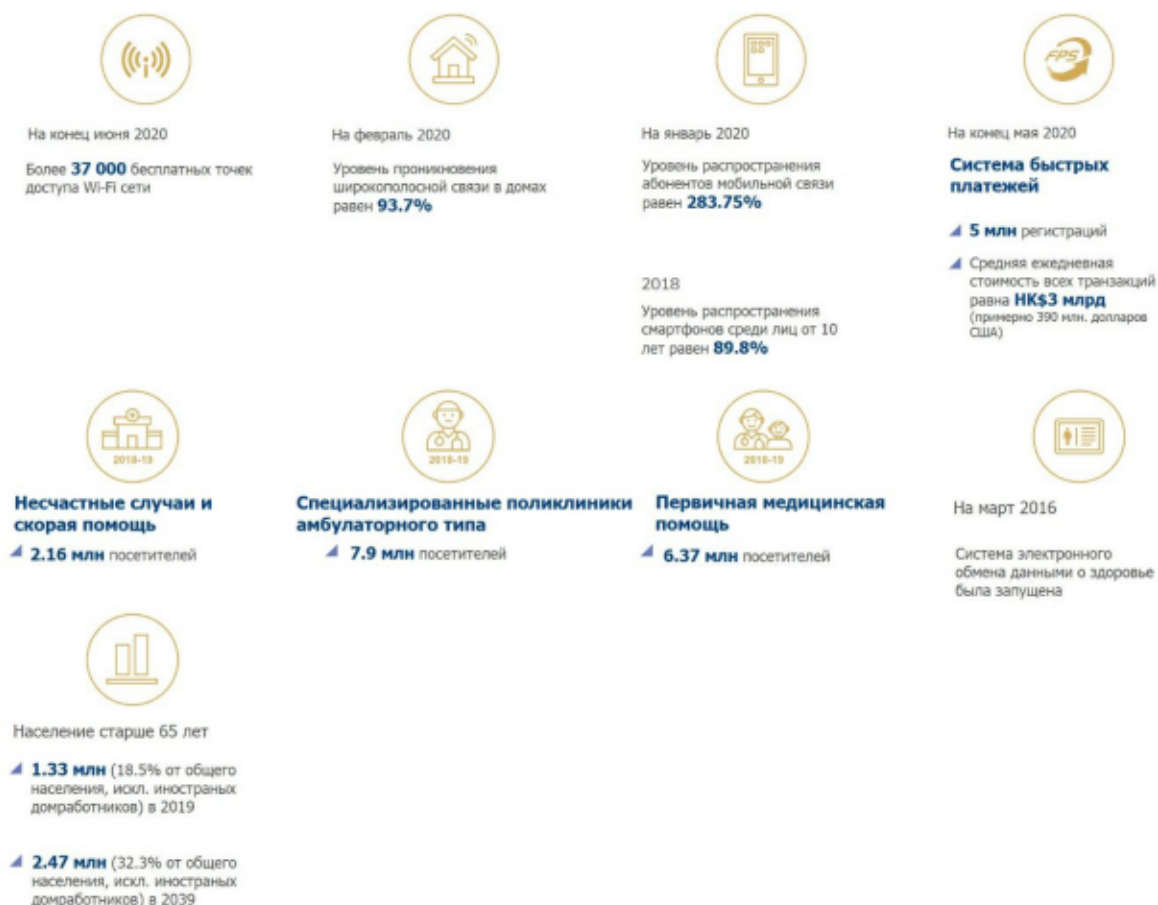 FPS
На конец июня 2020
Более 37 000 бесплатных точек
доступа Wi-Fi сети
На февраль 2020
Уровень проникновения
широкополосной связи в домах
равен 93.7%
На январь 2020
Уровень распространения
абонентов мобильной связи
равен 283.75%
2018
Уровень распространения
смартфонов среди лиц от 10
лет равен 89.8%
На конец мая 2020
Система быстрых
платежей
5 млн регистраций
Средняя ежедневная
стоимость всех транзакций
равна HK$3 млрд
(примерно 390 млн. долларов
США)
2018-19
Несчастные случаи и
скорая помощь
2.16 млн посетителей
2018-19
Специализированные поликлиники
амбулаторного типа
7.9 млн посетителей
2018-19
Первичная медицинская
помощь
6.37 млн посетителей
На март 2016
Система электронного
обмена данными о здоровье
была запущена
Население старше 65 лет
1.33 млн (18.5% от общего
населения, искл. иностраных
домработников) в 2019
2.47 млн (32.3% от общего
населения, искл. иностраных
домработников) в 2039